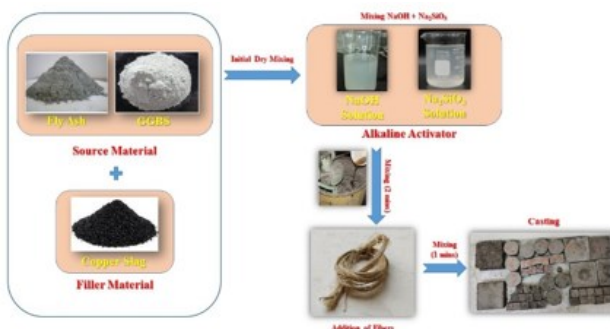 Mixing NaOH + Na₂SiO₃
Initial Dry Mixing
Fly Ash
GGBS
NaOH
Solution
Na₂SiO₃
Solution
Source Material
Alkaline Activator
+
Mixing (2 mins)
Copper Slag
Filler Material
Mixing
(1 mins)
Casting
Addition of Fibers